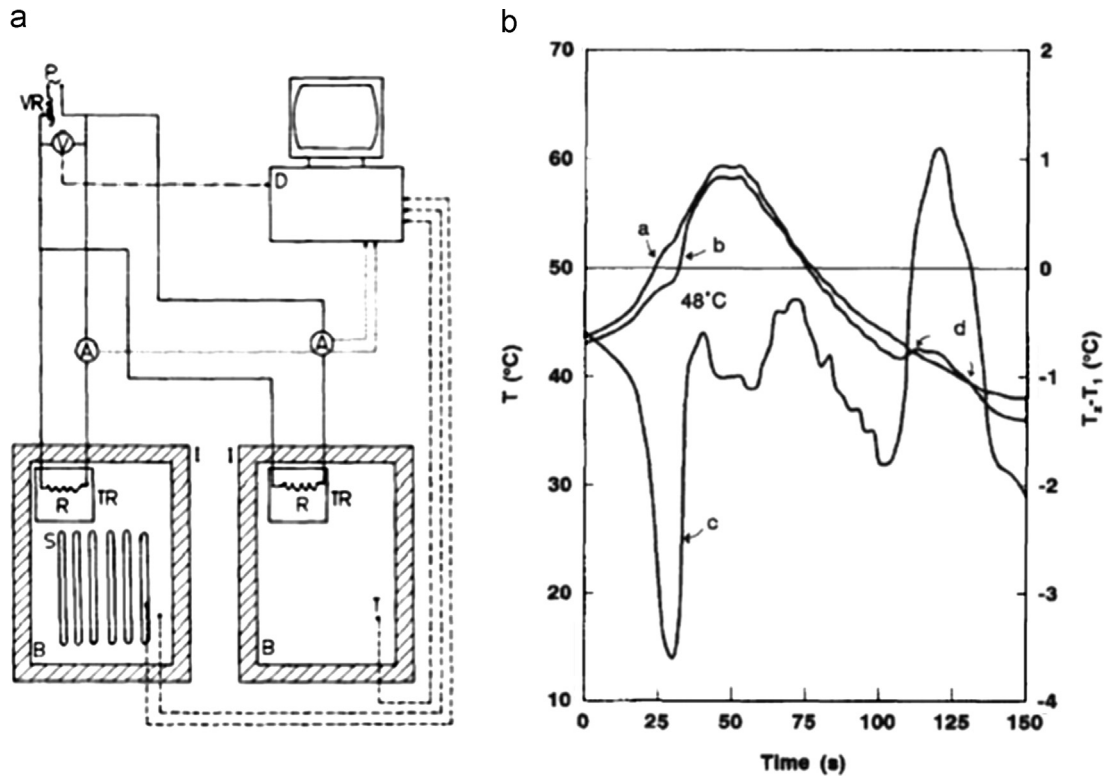 a
P
VR
V
D
A
A
I I
R TR
R TR
S
T
B
B
b
70
60
50
40
30
20
10
T (°C)
2
1
0
-1
-2
-3
-4
T₂-T₁ (°C)
a
b
48°C
d
c
0 25 50 75 100 125 150
Time (s)